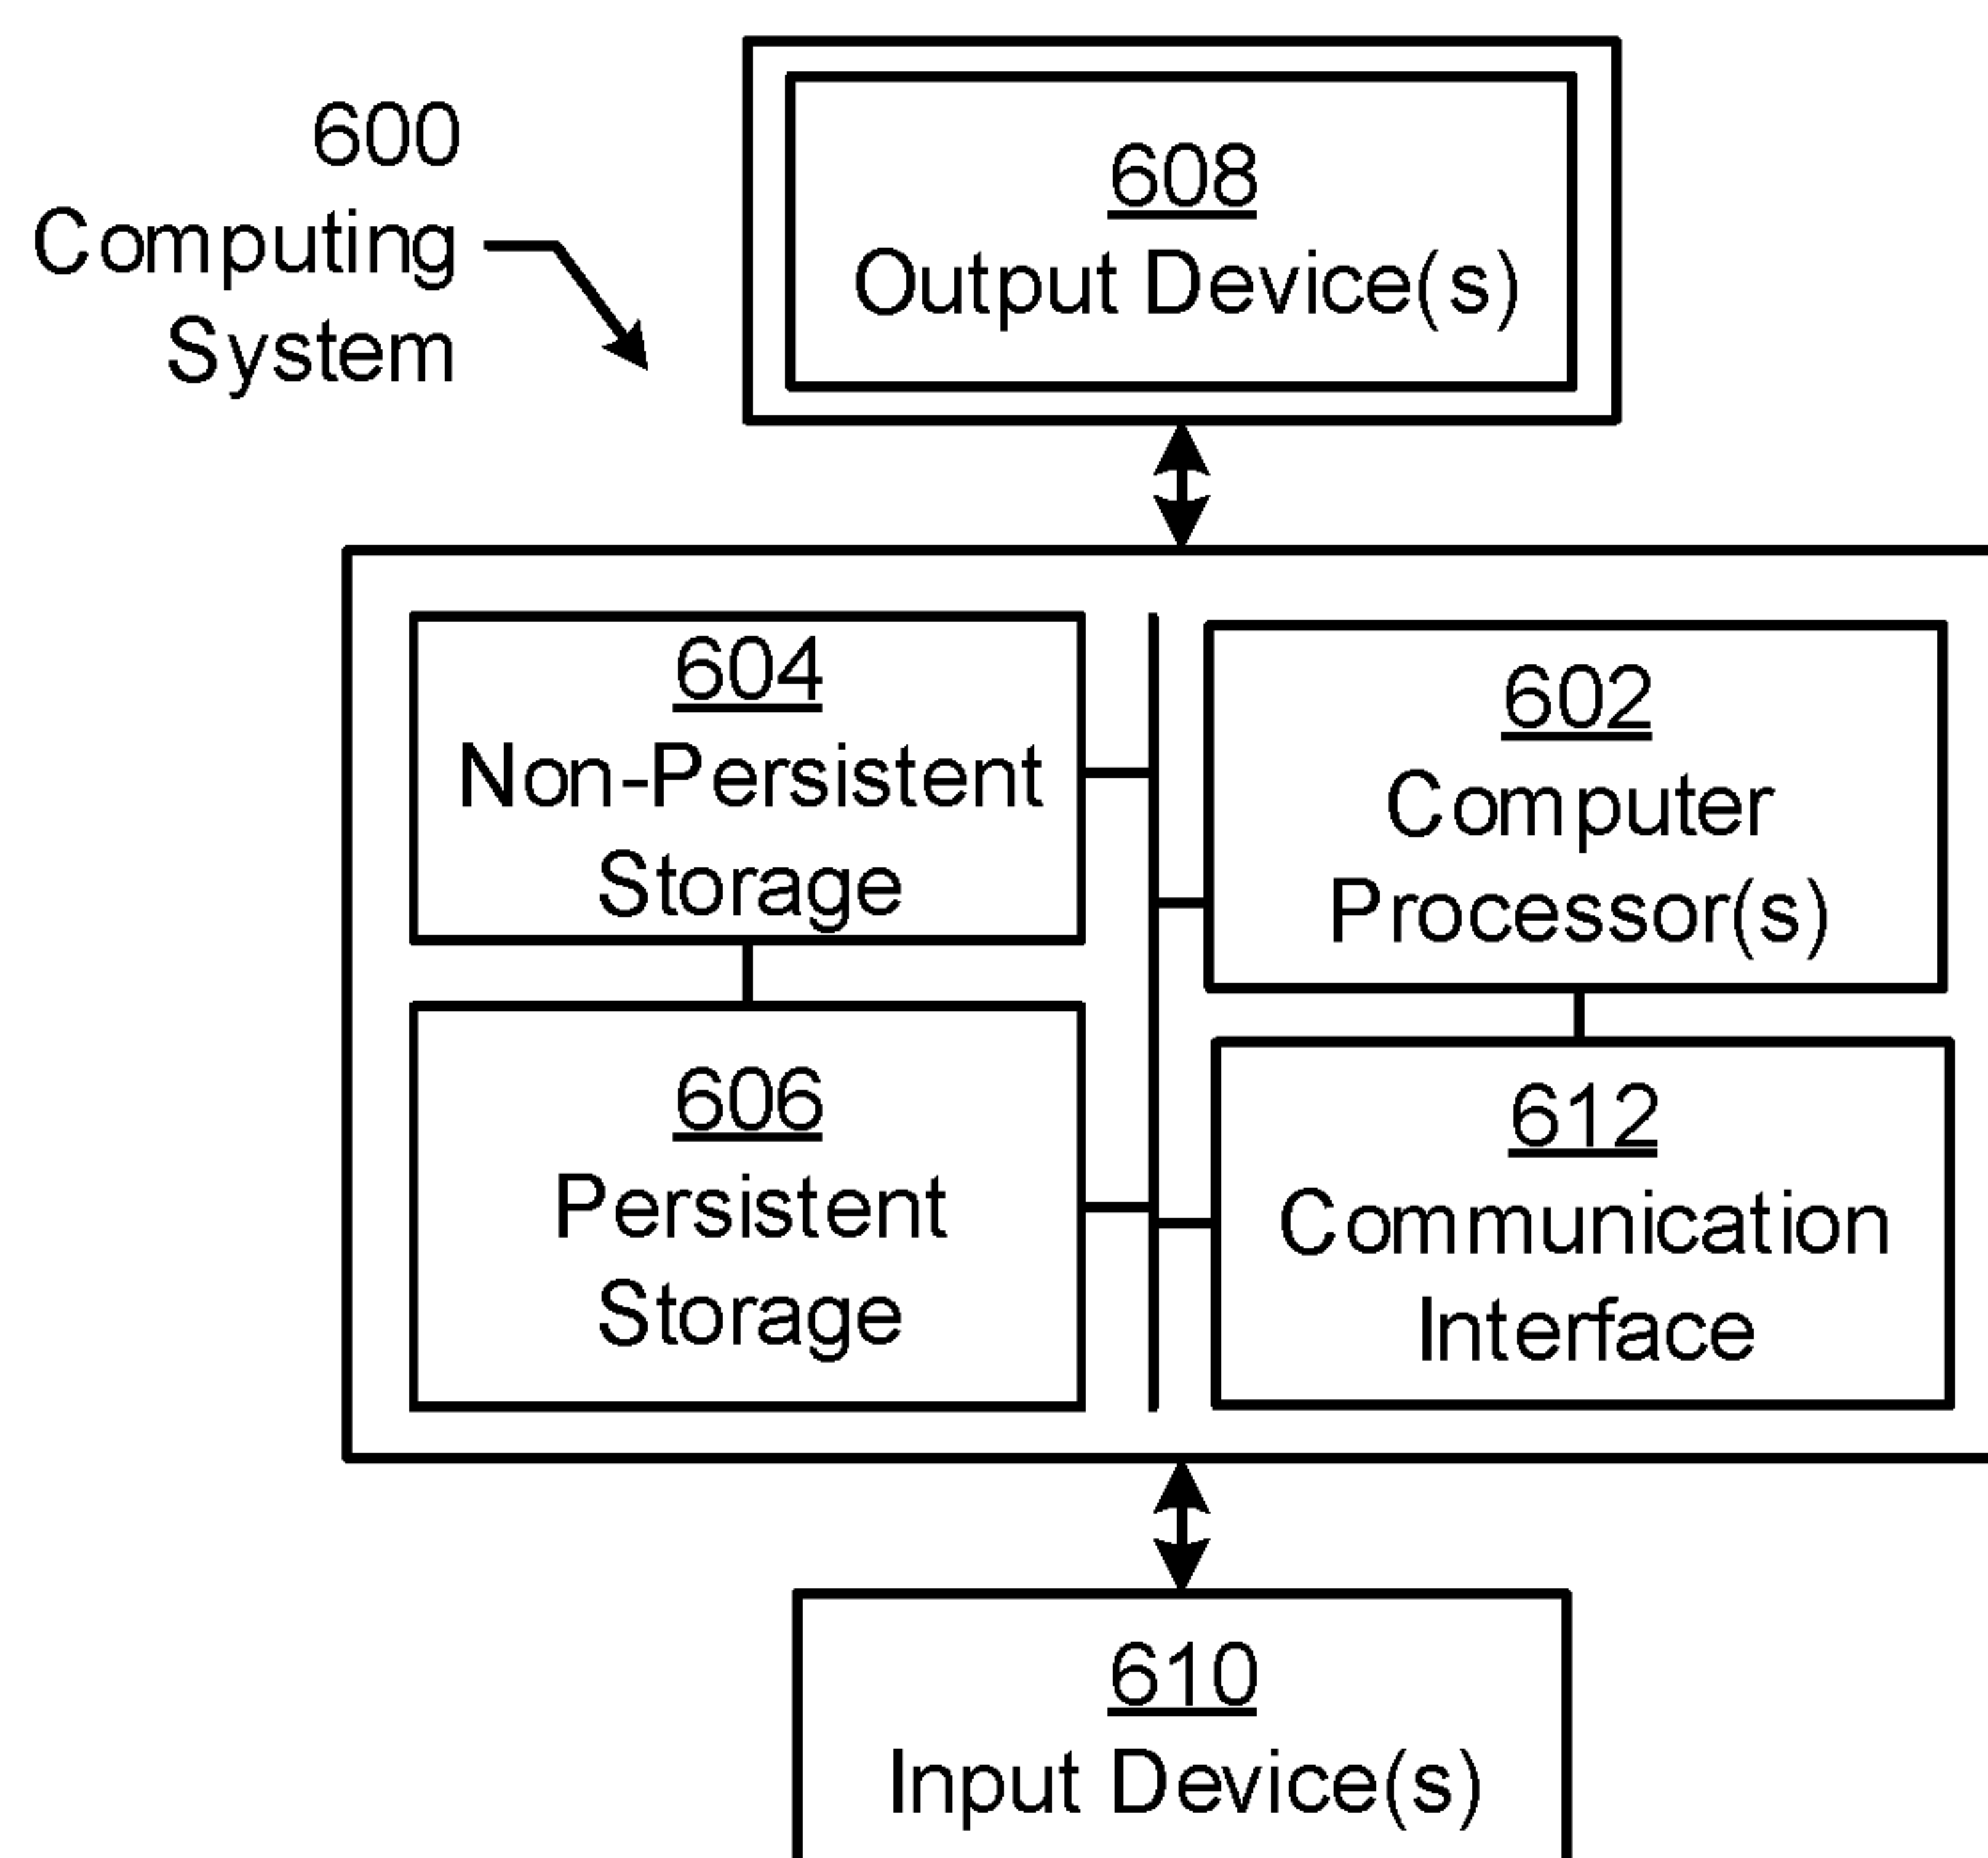 600
Computing
System
608
Output Device(s)
604
Non-Persistent
Storage
602
Computer
Processor(s)
606
Persistent
Storage
612
Communication
Interface
610
Input Device(s)